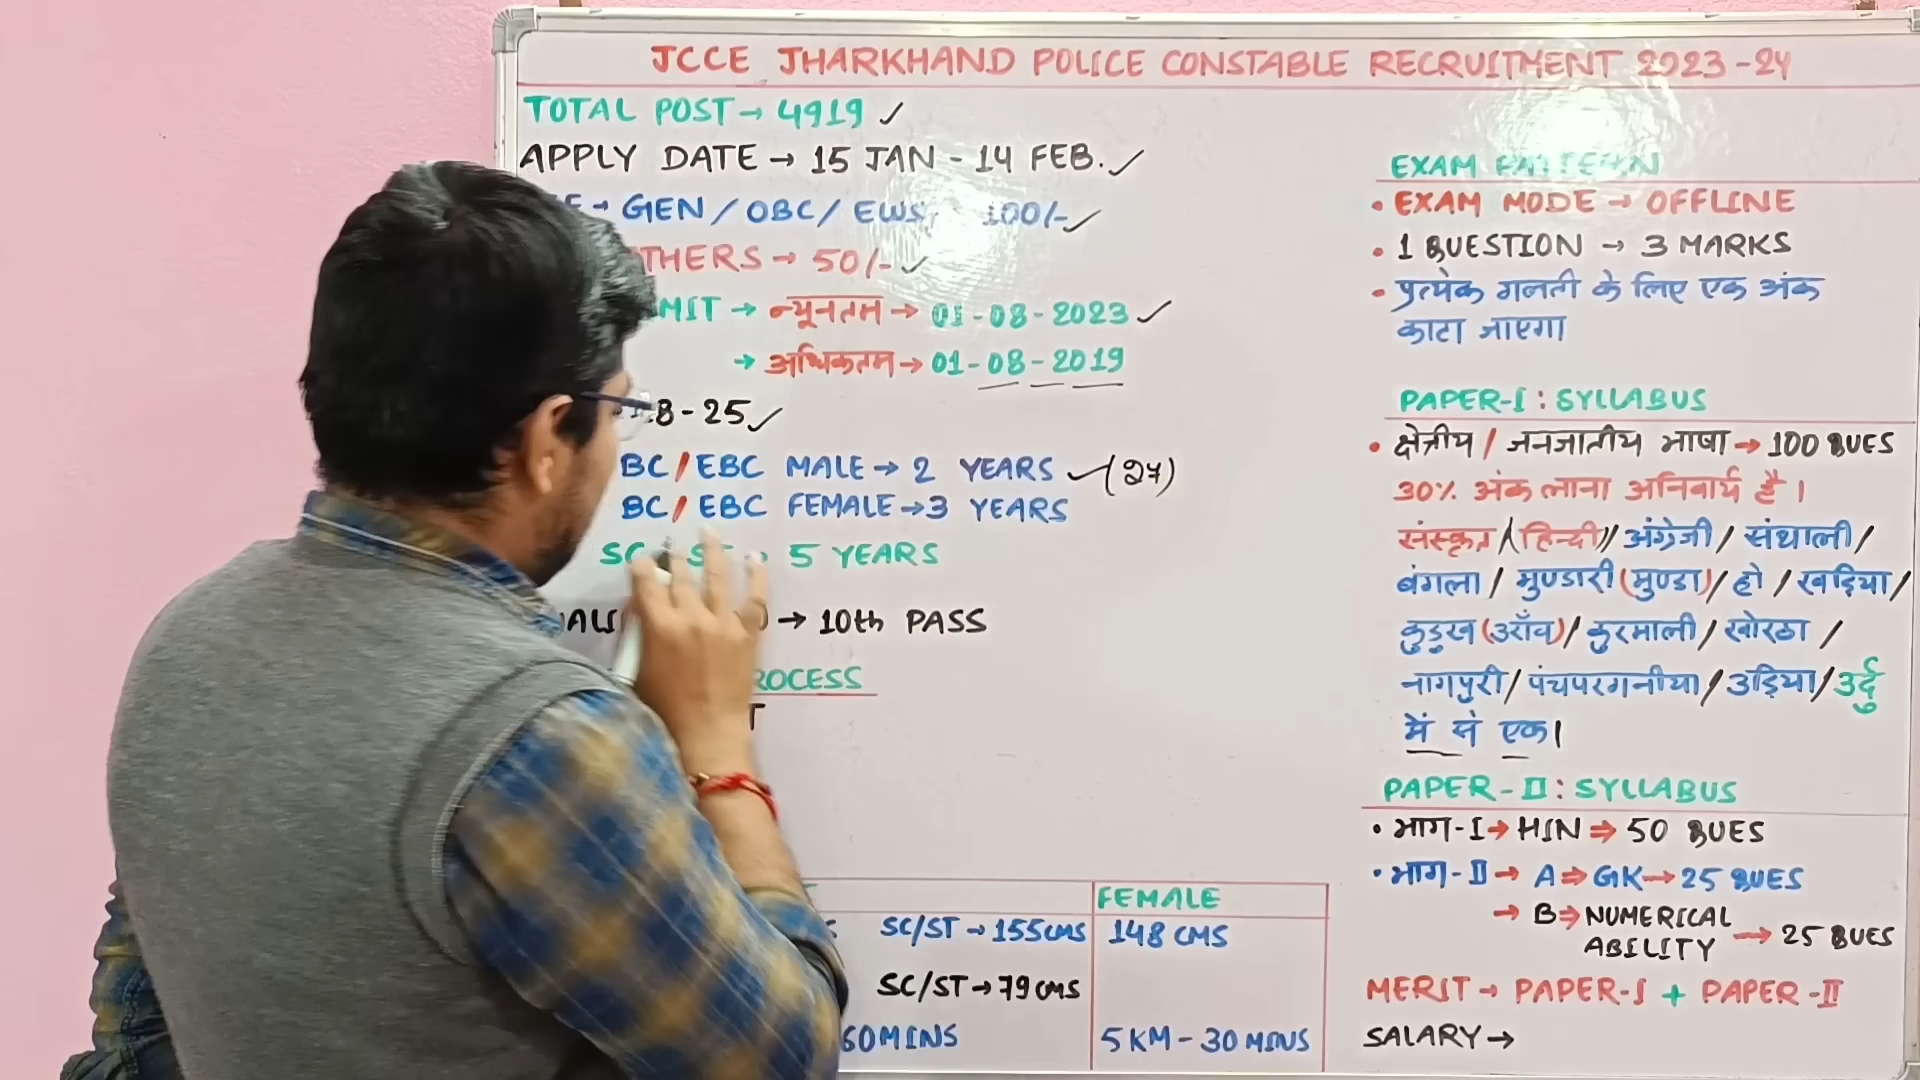 JCCE JHARKHAND POLICE CONSTABLE RECRUITMENT 2023-24
TOTAL POST → 4919 ✓
APPLY DATE → 15 JAN - 14 FEB. ✓
→ GEN / OBC / EWS 100/- ✓
THERS → 50/- ✓
MIT → न्यूनतम → 01-08-2023 ✓
→ अधिकतम → 01-08-2019
18-25 ✓
BC/EBC MALE → 2 YEARS ✓ (27)
BC/EBC FEMALE → 3 YEARS
SC ST → 5 YEARS
→ 10th PASS
ROCESS
T
FEMALE
SC/ST → 155 CMS 148 CMS
SC/ST → 79 CMS
60 MINS 5 KM - 30 MINS
EXAM PATTERN
• EXAM MODE → OFFLINE
• 1 QUESTION → 3 MARKS
• प्रत्येक गलती के लिए एक अंक
काटा जाएगा
PAPER-I : SYLLABUS
• क्षेत्रीय / जनजातीय भाषा → 100 QUES
30% अंक लाना अनिवार्य है।
संस्कृत / हिन्दी / अंग्रेजी / संथाली /
बंगला / मुण्डारी (मुण्डा) / हो / खड़िया /
कुडुख (उराँव) / कुरमाली / खोरठा /
नागपुरी / पंचपरगनीया / उड़िया / उर्दु
में से एक।
PAPER-II : SYLLABUS
• भाग-I → HIN ⇒ 50 QUES
• भाग-II → A ⇒ GK → 25 QUES
→ B ⇒ NUMERICAL
ABILITY → 25 QUES
MERIT → PAPER-I + PAPER-II
SALARY →